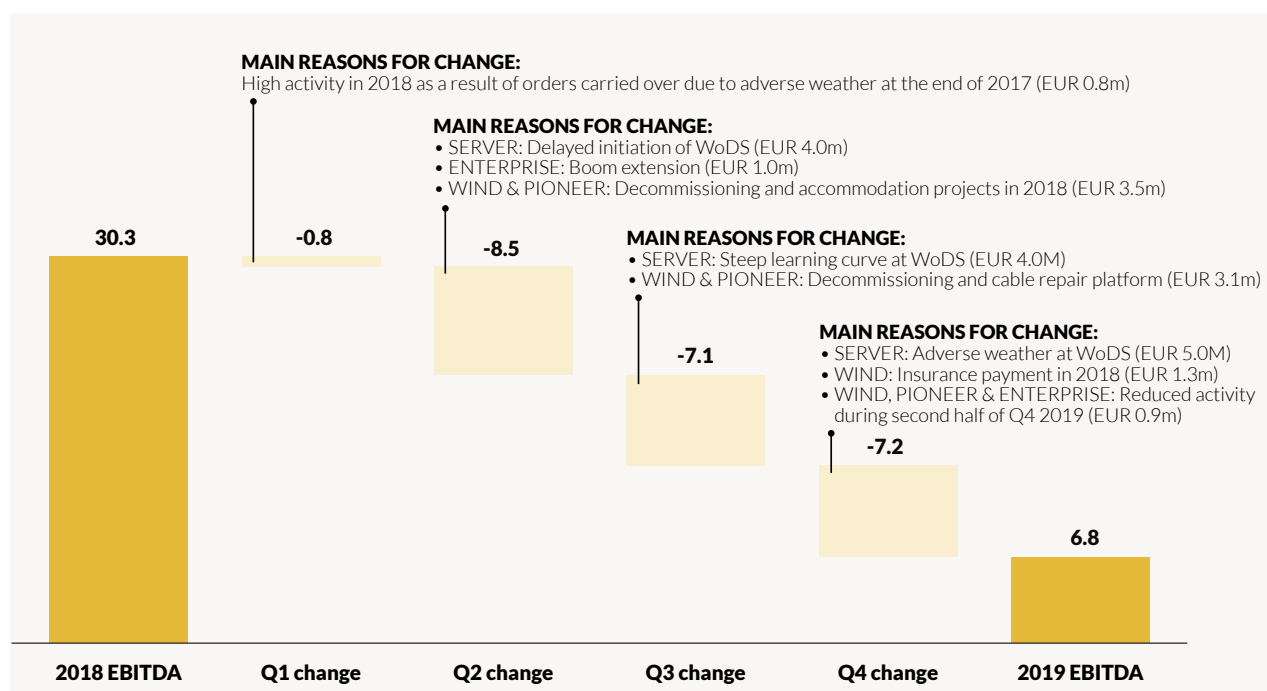 MAIN REASONS FOR CHANGE:
High activity in 2018 as a result of orders carried over due to adverse weather at the end of 2017 (EUR 0.8m)
MAIN REASONS FOR CHANGE:
• SERVER: Delayed initiation of WoDS (EUR 4.0m)
• ENTERPRISE: Boom extension (EUR 1.0m)
• WIND & PIONEER: Decommissioning and accommodation projects in 2018 (EUR 3.5m)
MAIN REASONS FOR CHANGE:
• SERVER: Steep learning curve at WoDS (EUR 4.0M)
• WIND & PIONEER: Decommissioning and cable repair platform (EUR 3.1m)
MAIN REASONS FOR CHANGE:
• SERVER: Adverse weather at WoDS (EUR 5.0M)
• WIND: Insurance payment in 2018 (EUR 1.3m)
• WIND, PIONEER & ENTERPRISE: Reduced activity
during second half of Q4 2019 (EUR 0.9m)
30.3
-0.8
-8.5
-7.1
-7.2
6.8
2018 EBITDA
Q1 change
Q2 change
Q3 change
Q4 change
2019 EBITDA